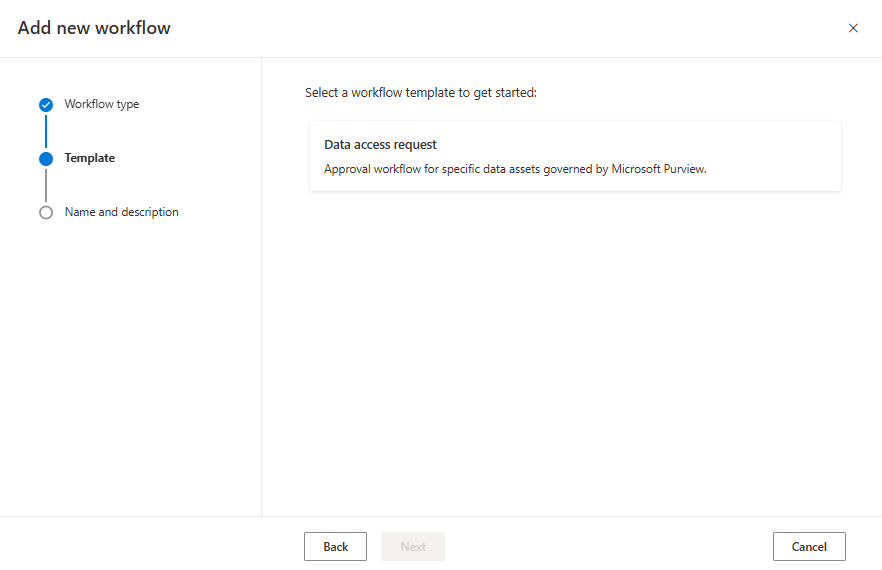 Add new workflow
Workflow type
Template
Name and description
Select a workflow template to get started:
Data access request
Approval workflow for specific data assets governed by Microsoft Purview.
Back
Next
Cancel